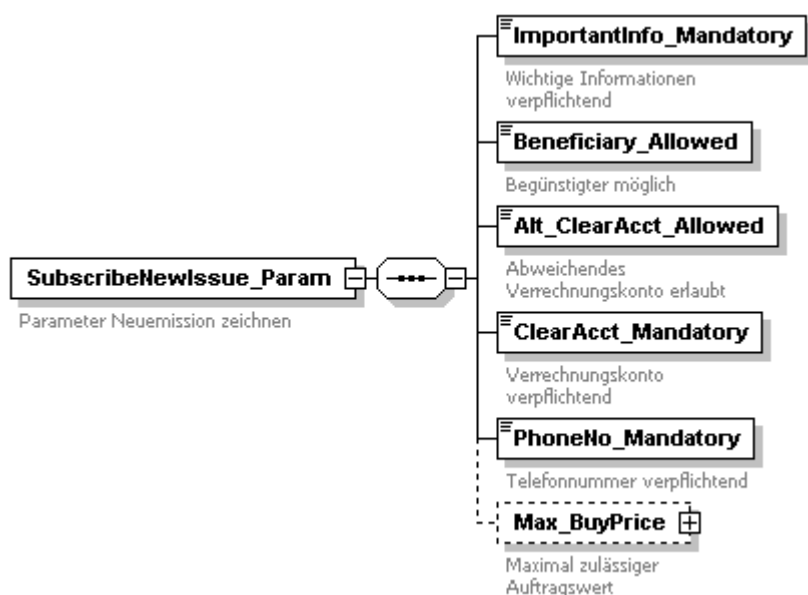 ImportantInfo_Mandatory
Wichtige Informationen
verpflichtend
Beneficiary_Allowed
Begünstigter möglich
Alt_ClearAcct_Allowed
Abweichendes
Verrechnungskonto erlaubt
SubscribeNewIssue_Param
Parameter Neuemission zeichnen
ClearAcct_Mandatory
Verrechnungskonto
verpflichtend
PhoneNo_Mandatory
Telefonnummer verpflichtend
Max_BuyPrice
Maximal zulässiger
Auftragswert